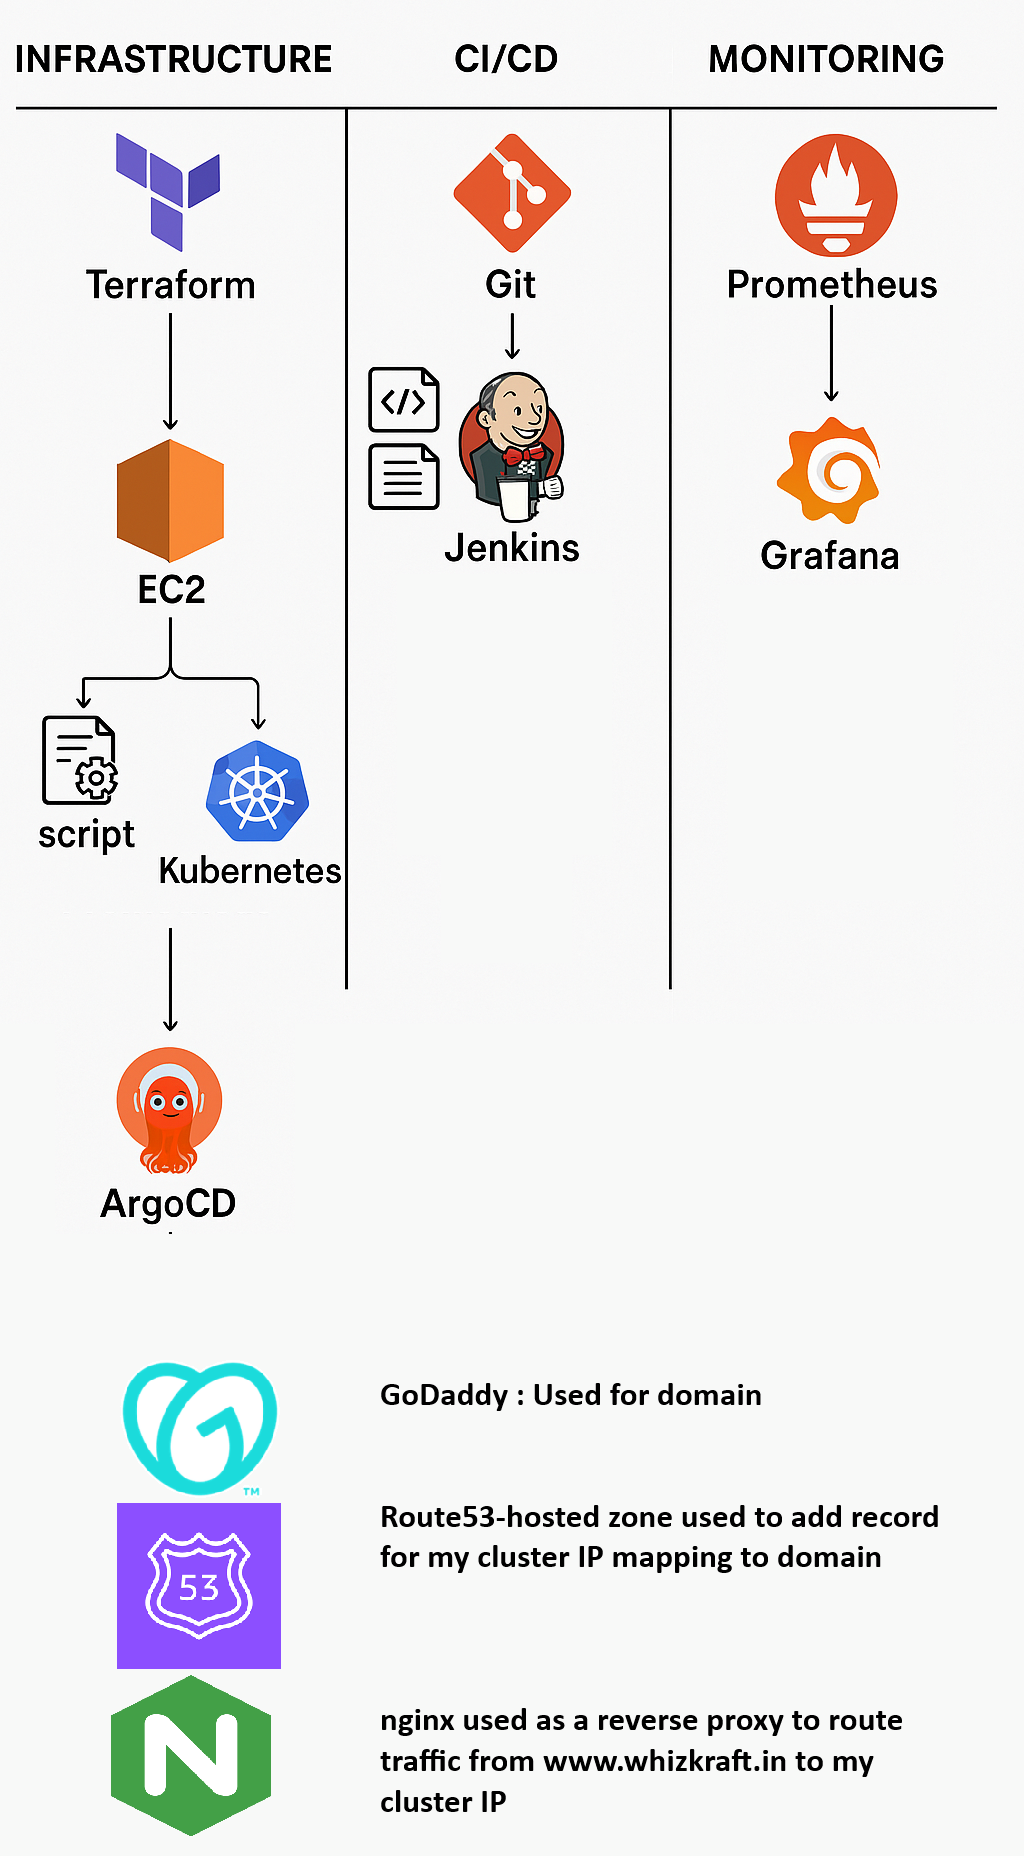 INFRASTRUCTURE
CI/CD
MONITORING
Terraform
Git
Prometheus
</>
Jenkins
Grafana
EC2
script
Kubernetes
ArgoCD
TM
GoDaddy : Used for domain
53
Route53-hosted zone used to add record
for my cluster IP mapping to domain
N
nginx used as a reverse proxy to route
traffic from www.whizkraft.in to my
cluster IP